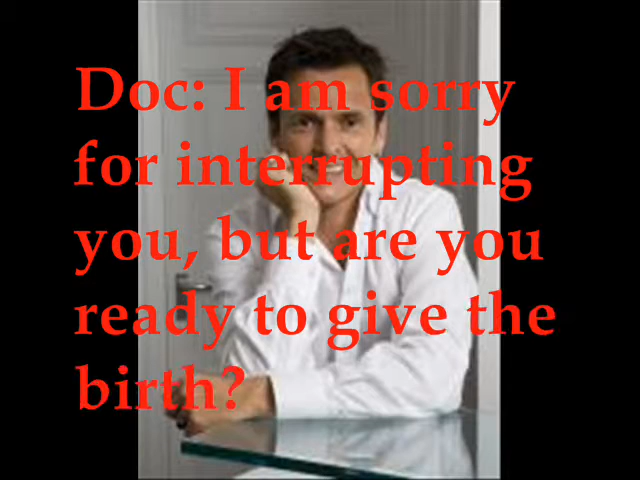 Doc: I am sorry
for interrupting
you, but are you
ready to give the
birth?